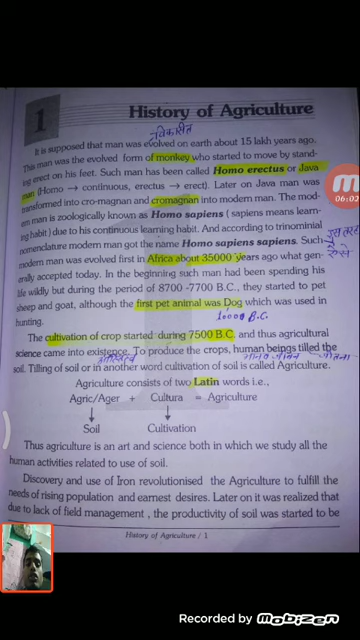 1
History of Agriculture
It is supposed that man was evolved on earth about 15 lakh years ago.
This man was the evolved form of monkey who started to move by stand-
ing erect on his feet. Such man has been called Homo erectus or Java
man (Homo → continuous, erectus → erect). Later on Java man was
transformed into cro-magnan and cromagnan into modern man. The mod-
ern man is zoologically known as Homo sapiens (sapiens means learn-
ing habit) due to his continuous learning habit. And according to trinominal
nomenclature modern man got the name Homo sapiens sapiens. Such
modern man was evolved first in Africa about 35000 years ago what gen-
erally accepted today. In the beginning such man had been spending his
life wildly but during the period of 8700 -7700 B.C., they started to pet
sheep and goat, although the first pet animal was Dog which was used in
hunting.
10000 B.C.
The cultivation of crop started during 7500 B.C. and thus agricultural
science came into existence. To produce the crops, human beings tilled the
अस्तित्व मानव जीवन जोतना
soil. Tilling of soil or in another word cultivation of soil is called Agriculture.
Agriculture consists of two Latin words i.e.,
Agric/Ager + Cultura = Agriculture
Soil Cultivation
Thus agriculture is an art and science both in which we study all the
human activities related to use of soil.
Discovery and use of Iron revolutionised the Agriculture to fulfill the
needs of rising population and earnest desires. Later on it was realized that
due to lack of field management, the productivity of soil was started to be
History of Agriculture / 1
06:02
Recorded by Mobizen